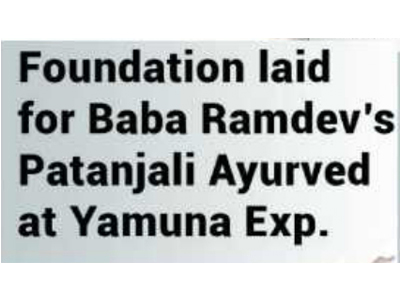 Foundation laid
for Baba Ramdev's
Patanjali Ayurved
at Yamuna Exp.